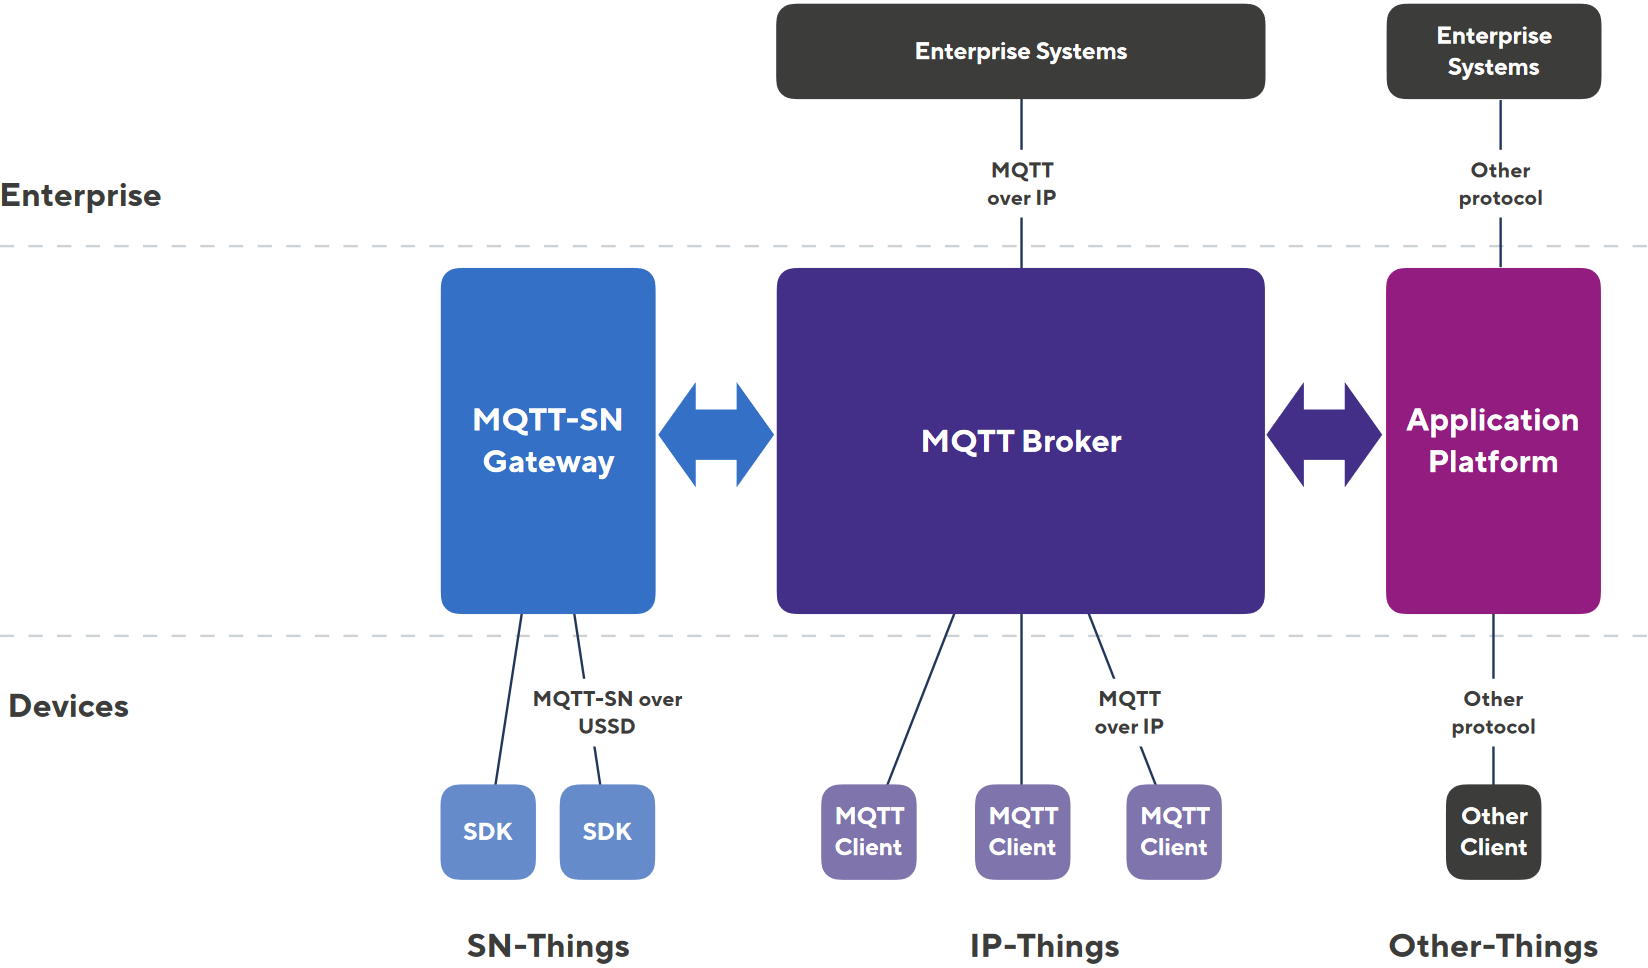 Enterprise Systems
Enterprise
Systems
MQTT
over IP
Other
protocol
Enterprise
MQTT-SN
Gateway
MQTT Broker
Application
Platform
Devices
MQTT-SN over
USSD
MQTT
over IP
Other
protocol
SDK
SDK
MQTT
Client
MQTT
Client
MQTT
Client
Other
Client
SN-Things
IP-Things
Other-Things